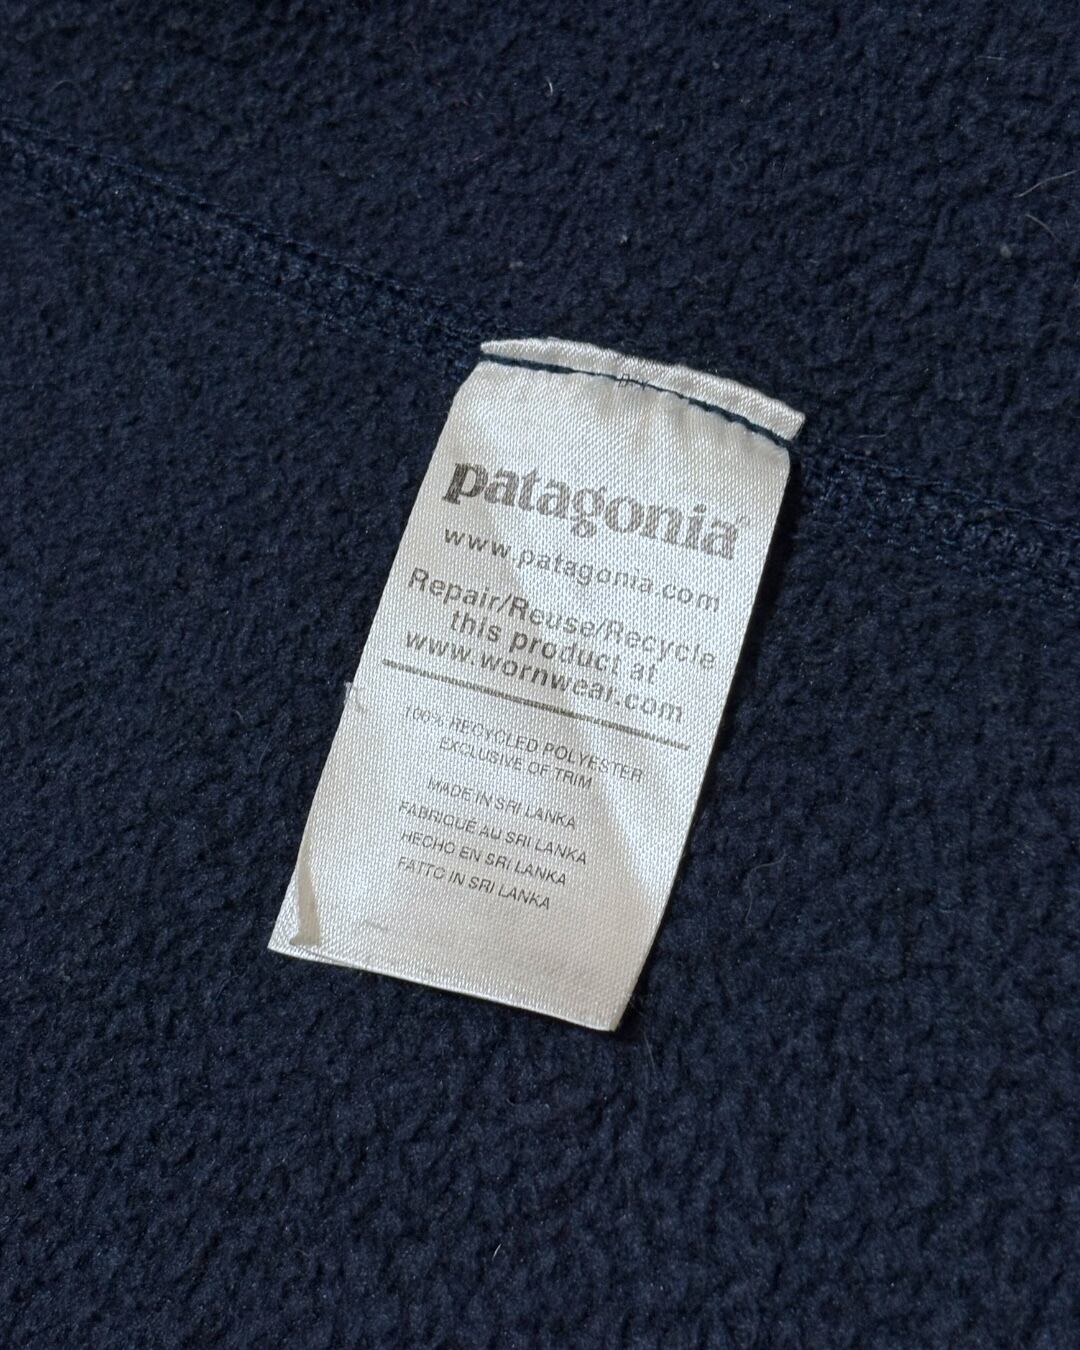 patagonia®
www.patagonia.com
Repair/Reuse/Recycle
this product at
www.wornwear.com
100% RECYCLED POLYESTER
EXCLUSIVE OF TRIM
MADE IN SRI LANKA
FABRIQUÉ AU SRI LANKA
HECHO EN SRI LANKA
FATTO IN SRI LANKA